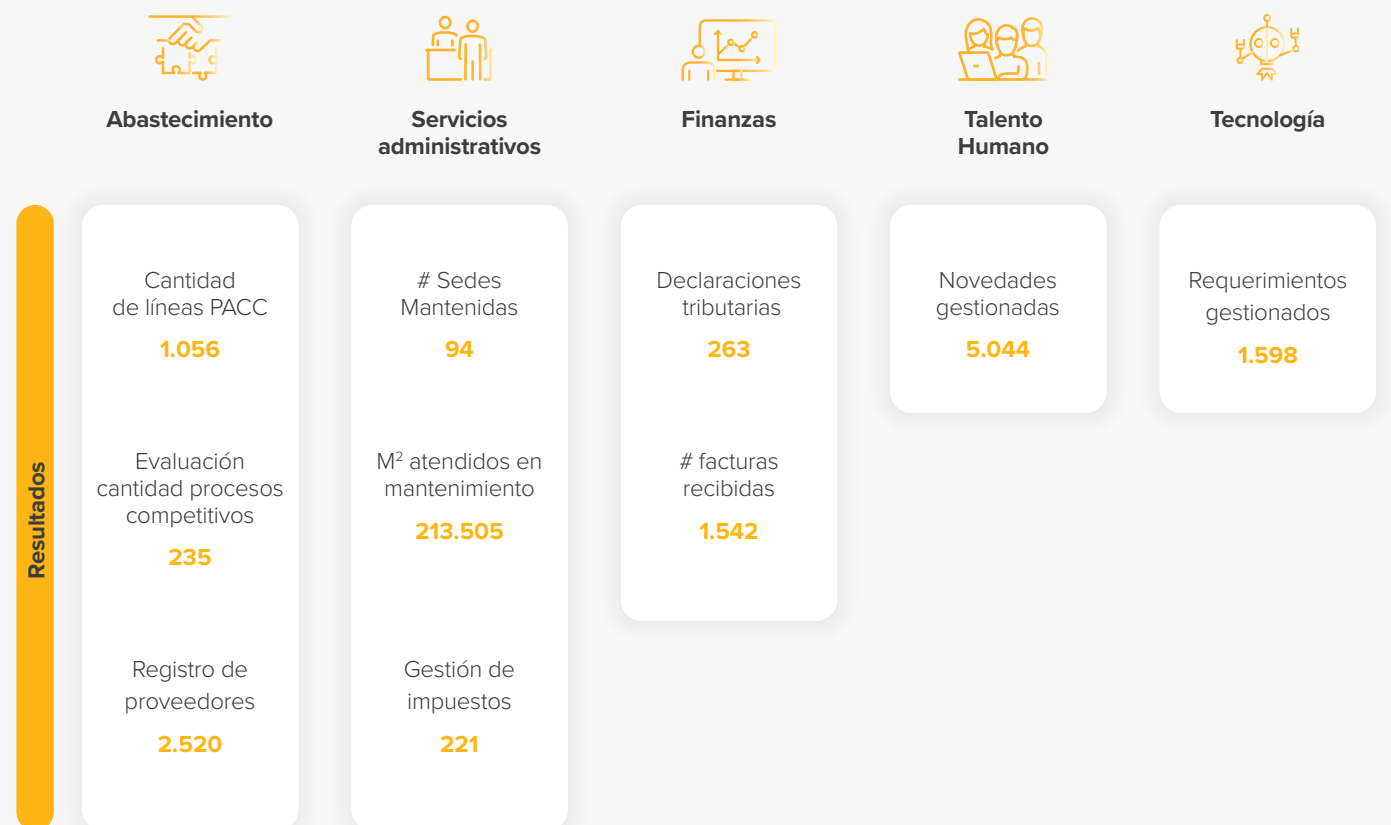 Abastecimiento
Servicios
administrativos
Finanzas
Talento
Humano
Tecnología
Resultados
Cantidad
de líneas PACC
1.056
Evaluación
cantidad procesos
competitivos
235
Registro de
proveedores
2.520
# Sedes
Mantenidas
94
M² atendidos en
mantenimiento
213.505
Gestión de
impuestos
221
Declaraciones
tributarias
263
# facturas
recibidas
1.542
Novedades
gestionadas
5.044
Requerimientos
gestionados
1.598